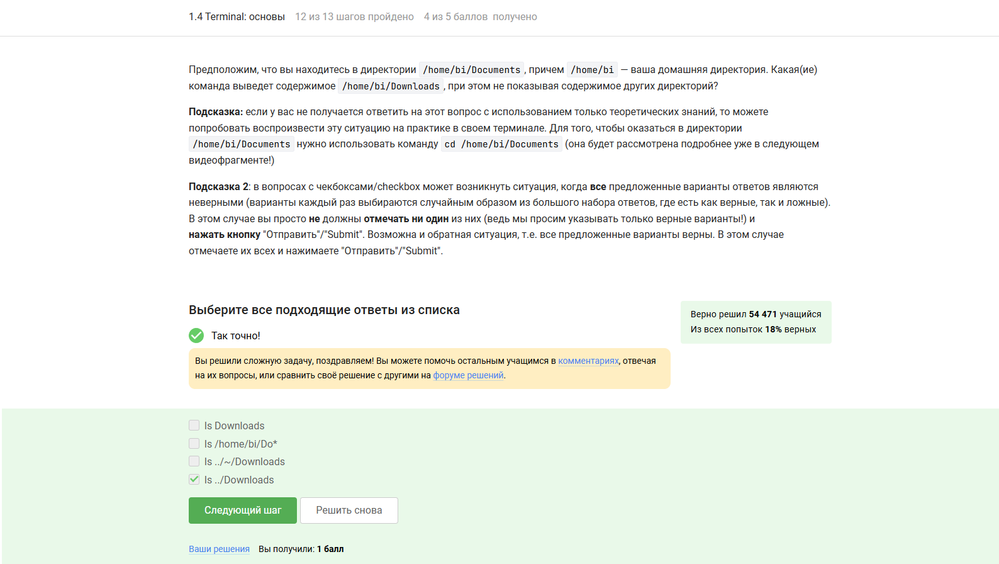 1.4 Terminal: основы 12 из 13 шагов пройдено 4 из 5 баллов получено
Предположим, что вы находитесь в директории /home/bi/Documents, причем /home/bi — ваша домашняя директория. Какая(ие)
команда выведет содержимое /home/bi/Downloads, при этом не показывая содержимое других директорий?
Подсказка: если у вас не получается ответить на этот вопрос с использованием только теоретических знаний, то можете
попробовать воспроизвести эту ситуацию на практике в своем терминале. Для того, чтобы оказаться в директории
/home/bi/Documents нужно использовать команду cd /home/bi/Documents (она будет рассмотрена подробнее уже в следующем
видеофрагменте!)
Подсказка 2: в вопросах с чекбоксами/checkbox может возникнуть ситуация, когда все предложенные варианты ответов являются
неверными (варианты каждый раз выбираются случайным образом из большого набора ответов, где есть как верные, так и ложные).
В этом случае вы просто не должны отмечать ни один из них (ведь мы просим указывать только верные варианты!) и
нажать кнопку "Отправить"/"Submit". Возможна и обратная ситуация, т.е. все предложенные варианты верны. В этом случае
отмечаете их всех и нажимаете "Отправить"/"Submit".
Выберите все подходящие ответы из списка
Верно решил 54 471 учащийся
Из всех попыток 18% верных
Так точно!
Вы решили сложную задачу, поздравляем! Вы можете помочь остальным учащимся в комментариях, отвечая
на их вопросы, или сравнить своё решение с другими на форуме решений.
ls Downloads
ls /home/bi/Do*
ls ../~/Downloads
ls ../Downloads
Следующий шаг Решить снова
Ваши решения Вы получили: 1 балл